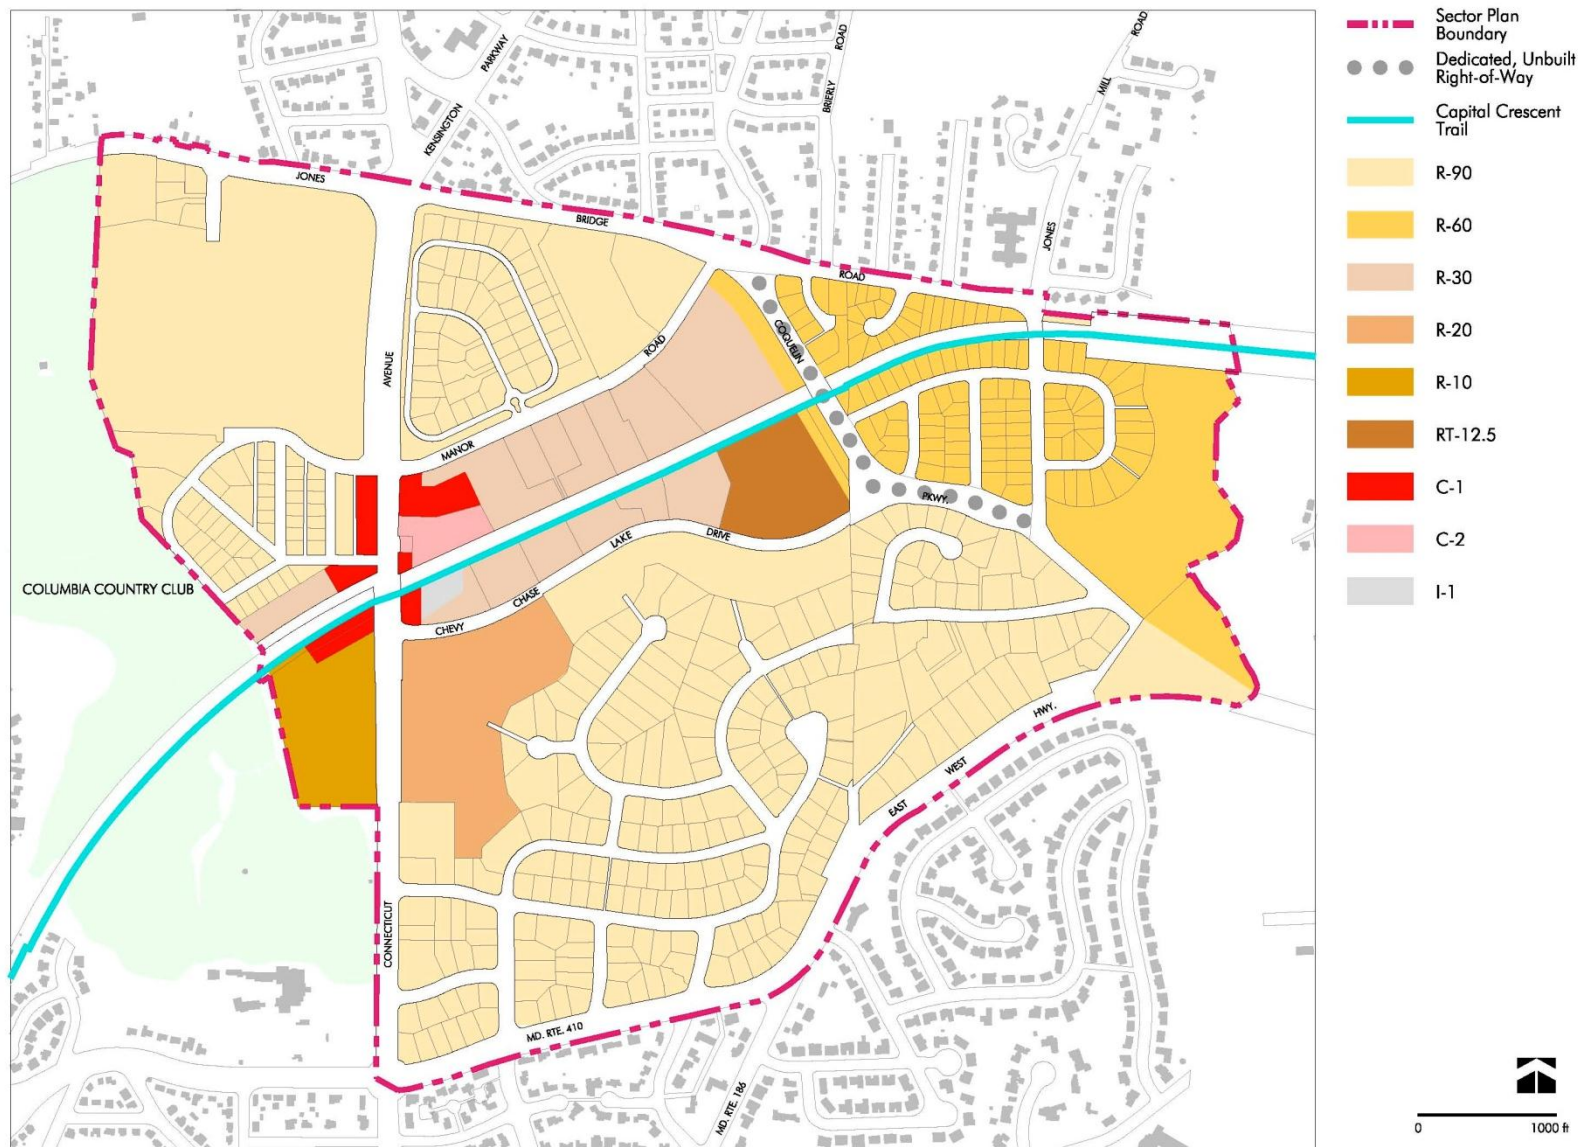 ROAD
PARKWAY
ROAD
KENSINGTON
BRIERLY
MILL
JONES
BRIDGE
JONES
ROAD
COQUELIN
AVENUE
ROAD
MANOR
PKWY.
LAKE
DRIVE
COLUMBIA COUNTRY CLUB
CHASE
CHEVY
HWY.
WEST
EAST
CONNECTICUT
MD. RTE. 410
MD. RTE. 186
Sector Plan
Boundary
Dedicated, Unbuilt
Right-of-Way
Capital Crescent
Trail
R-90
R-60
R-30
R-20
R-10
RT-12.5
C-1
C-2
I-1
0 1000 ft